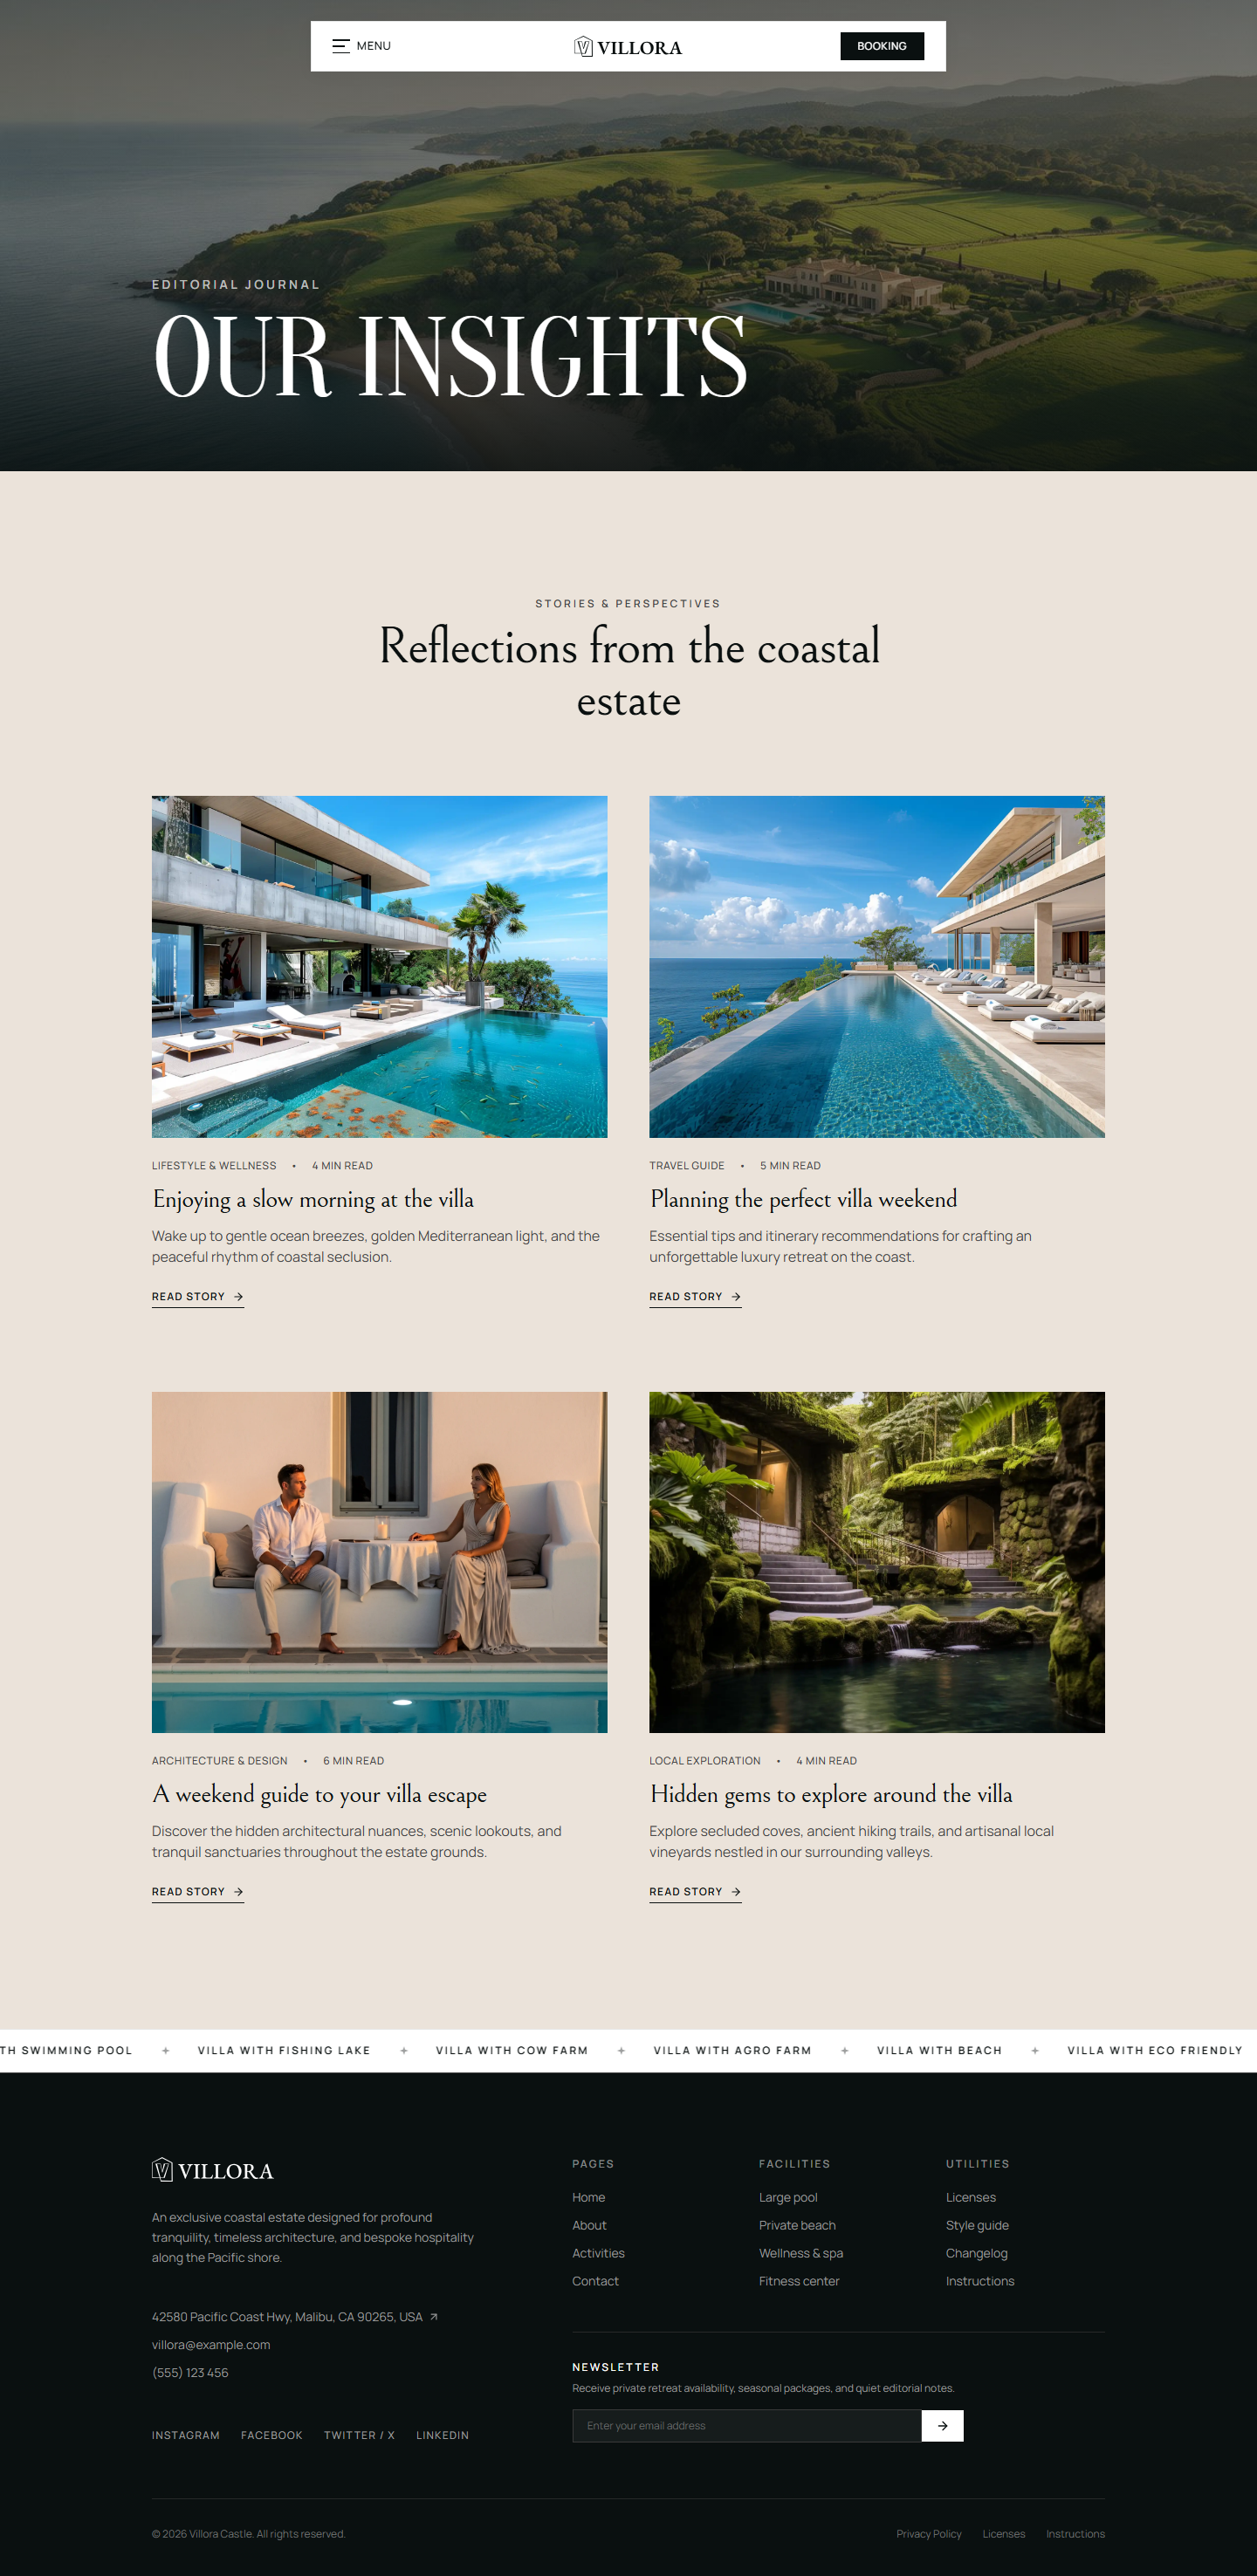 MENU
VILLORA
BOOKING
EDITORIAL JOURNAL
OUR INSIGHTS
STORIES & PERSPECTIVES
Reflections from the coastal
estate
LIFESTYLE & WELLNESS • 4 MIN READ
Enjoying a slow morning at the villa
Wake up to gentle ocean breezes, golden Mediterranean light, and the
peaceful rhythm of coastal seclusion.
READ STORY →
TRAVEL GUIDE • 5 MIN READ
Planning the perfect villa weekend
Essential tips and itinerary recommendations for crafting an
unforgettable luxury retreat on the coast.
READ STORY →
ARCHITECTURE & DESIGN • 6 MIN READ
A weekend guide to your villa escape
Discover the hidden architectural nuances, scenic lookouts, and
tranquil sanctuaries throughout the estate grounds.
READ STORY →
LOCAL EXPLORATION • 4 MIN READ
Hidden gems to explore around the villa
Explore secluded coves, ancient hiking trails, and artisanal local
vineyards nestled in our surrounding valleys.
READ STORY →
TH SWIMMING POOL + VILLA WITH FISHING LAKE + VILLA WITH COW FARM + VILLA WITH AGRO FARM + VILLA WITH BEACH + VILLA WITH ECO FRIENDLY
VILLORA
An exclusive coastal estate designed for profound
tranquility, timeless architecture, and bespoke hospitality
along the Pacific shore.
42580 Pacific Coast Hwy, Malibu, CA 90265, USA ↗
villora@example.com
(555) 123 456
INSTAGRAM FACEBOOK TWITTER / X LINKEDIN
PAGES
Home
About
Activities
Contact
FACILITIES
Large pool
Private beach
Wellness & spa
Fitness center
UTILITIES
Licenses
Style guide
Changelog
Instructions
NEWSLETTER
Receive private retreat availability, seasonal packages, and quiet editorial notes.
Enter your email address →
© 2026 Villora Castle. All rights reserved.
Privacy Policy Licenses Instructions